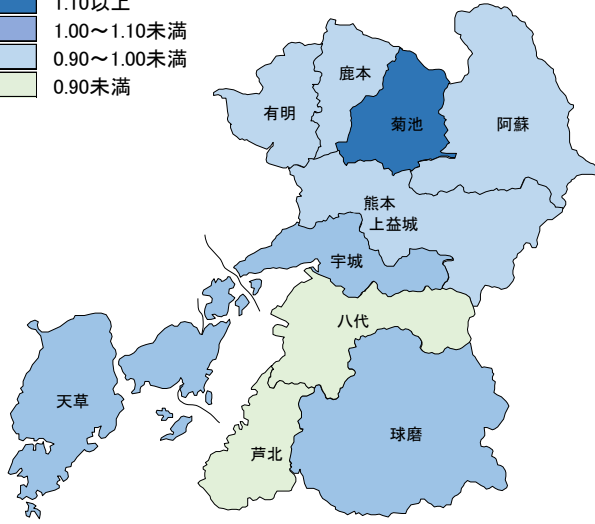 1.10以上
1.00～1.10未満
0.90～1.00未満
0.90未満
鹿本
有明
菊池
阿蘇
熊本
上益城
宇城
八代
天草
球磨
芦北